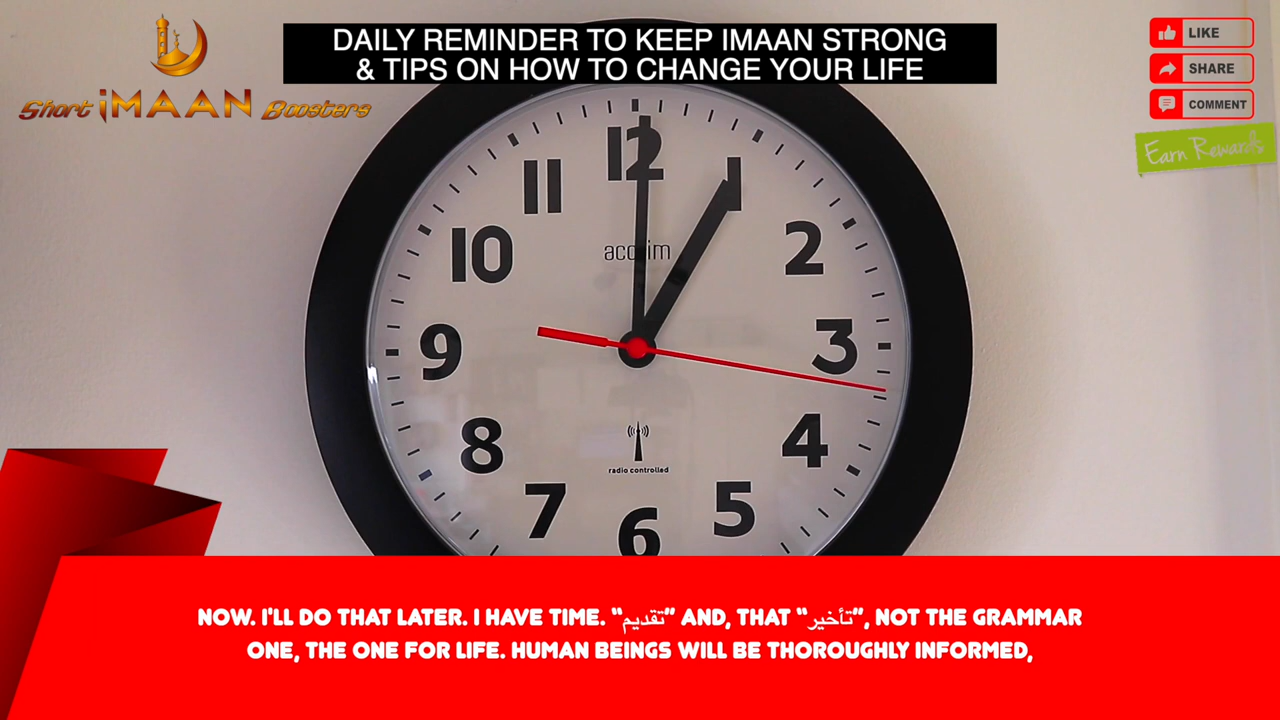 DAILY REMINDER TO KEEP IMAAN STRONG
& TIPS ON HOW TO CHANGE YOUR LIFE
Short iMAAN Boosters
LIKE
SHARE
COMMENT
Earn Rewards
12
11
1
10
2
acctim
9
3
8
4
radio controlled
7
5
6
NOW. I'LL DO THAT LATER. I HAVE TIME. “تقديم” AND, THAT “تأخير”, NOT THE GRAMMAR
ONE, THE ONE FOR LIFE. HUMAN BEINGS WILL BE THOROUGHLY INFORMED,